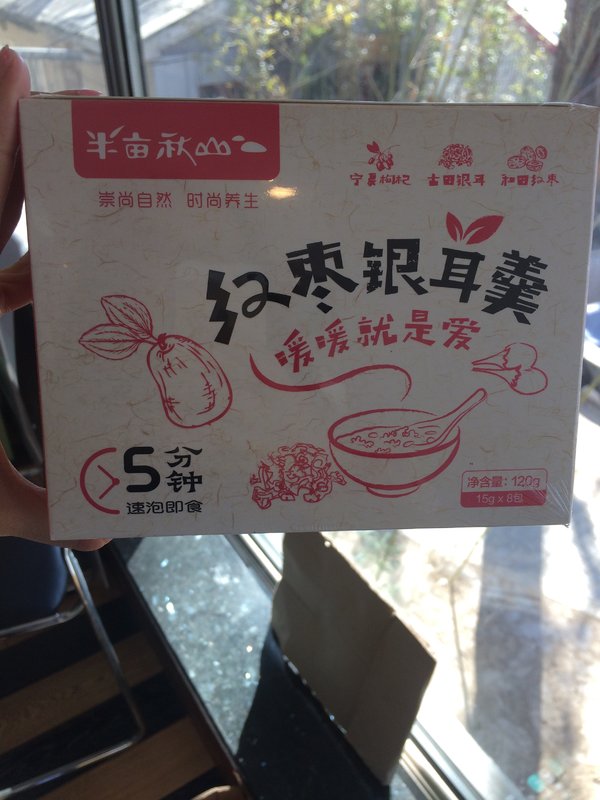 半亩秋山
崇尚自然 时尚养生
宁夏枸杞 古田银耳 和田红枣
红枣银耳羹
暖暖就是爱
5分钟
速泡即食
净含量：120g
15g x 8包